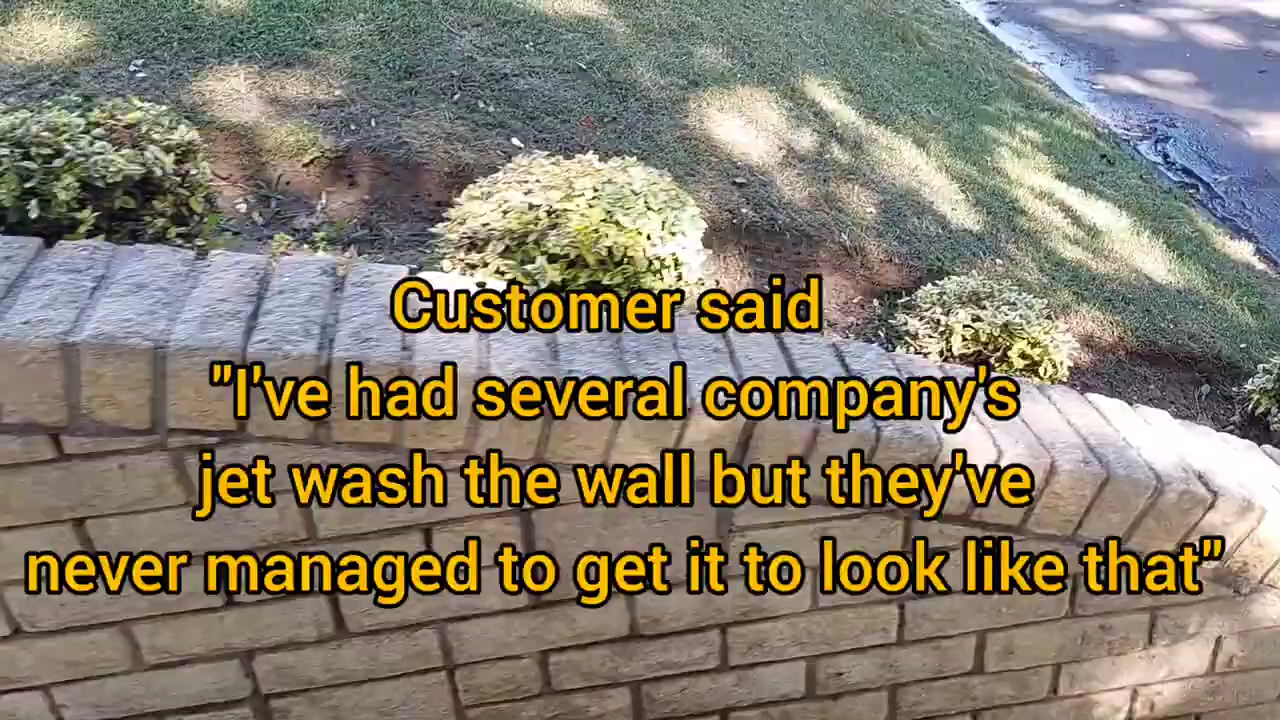 Customer said
"I've had several company's
jet wash the wall but they've
never managed to get it to look like that"